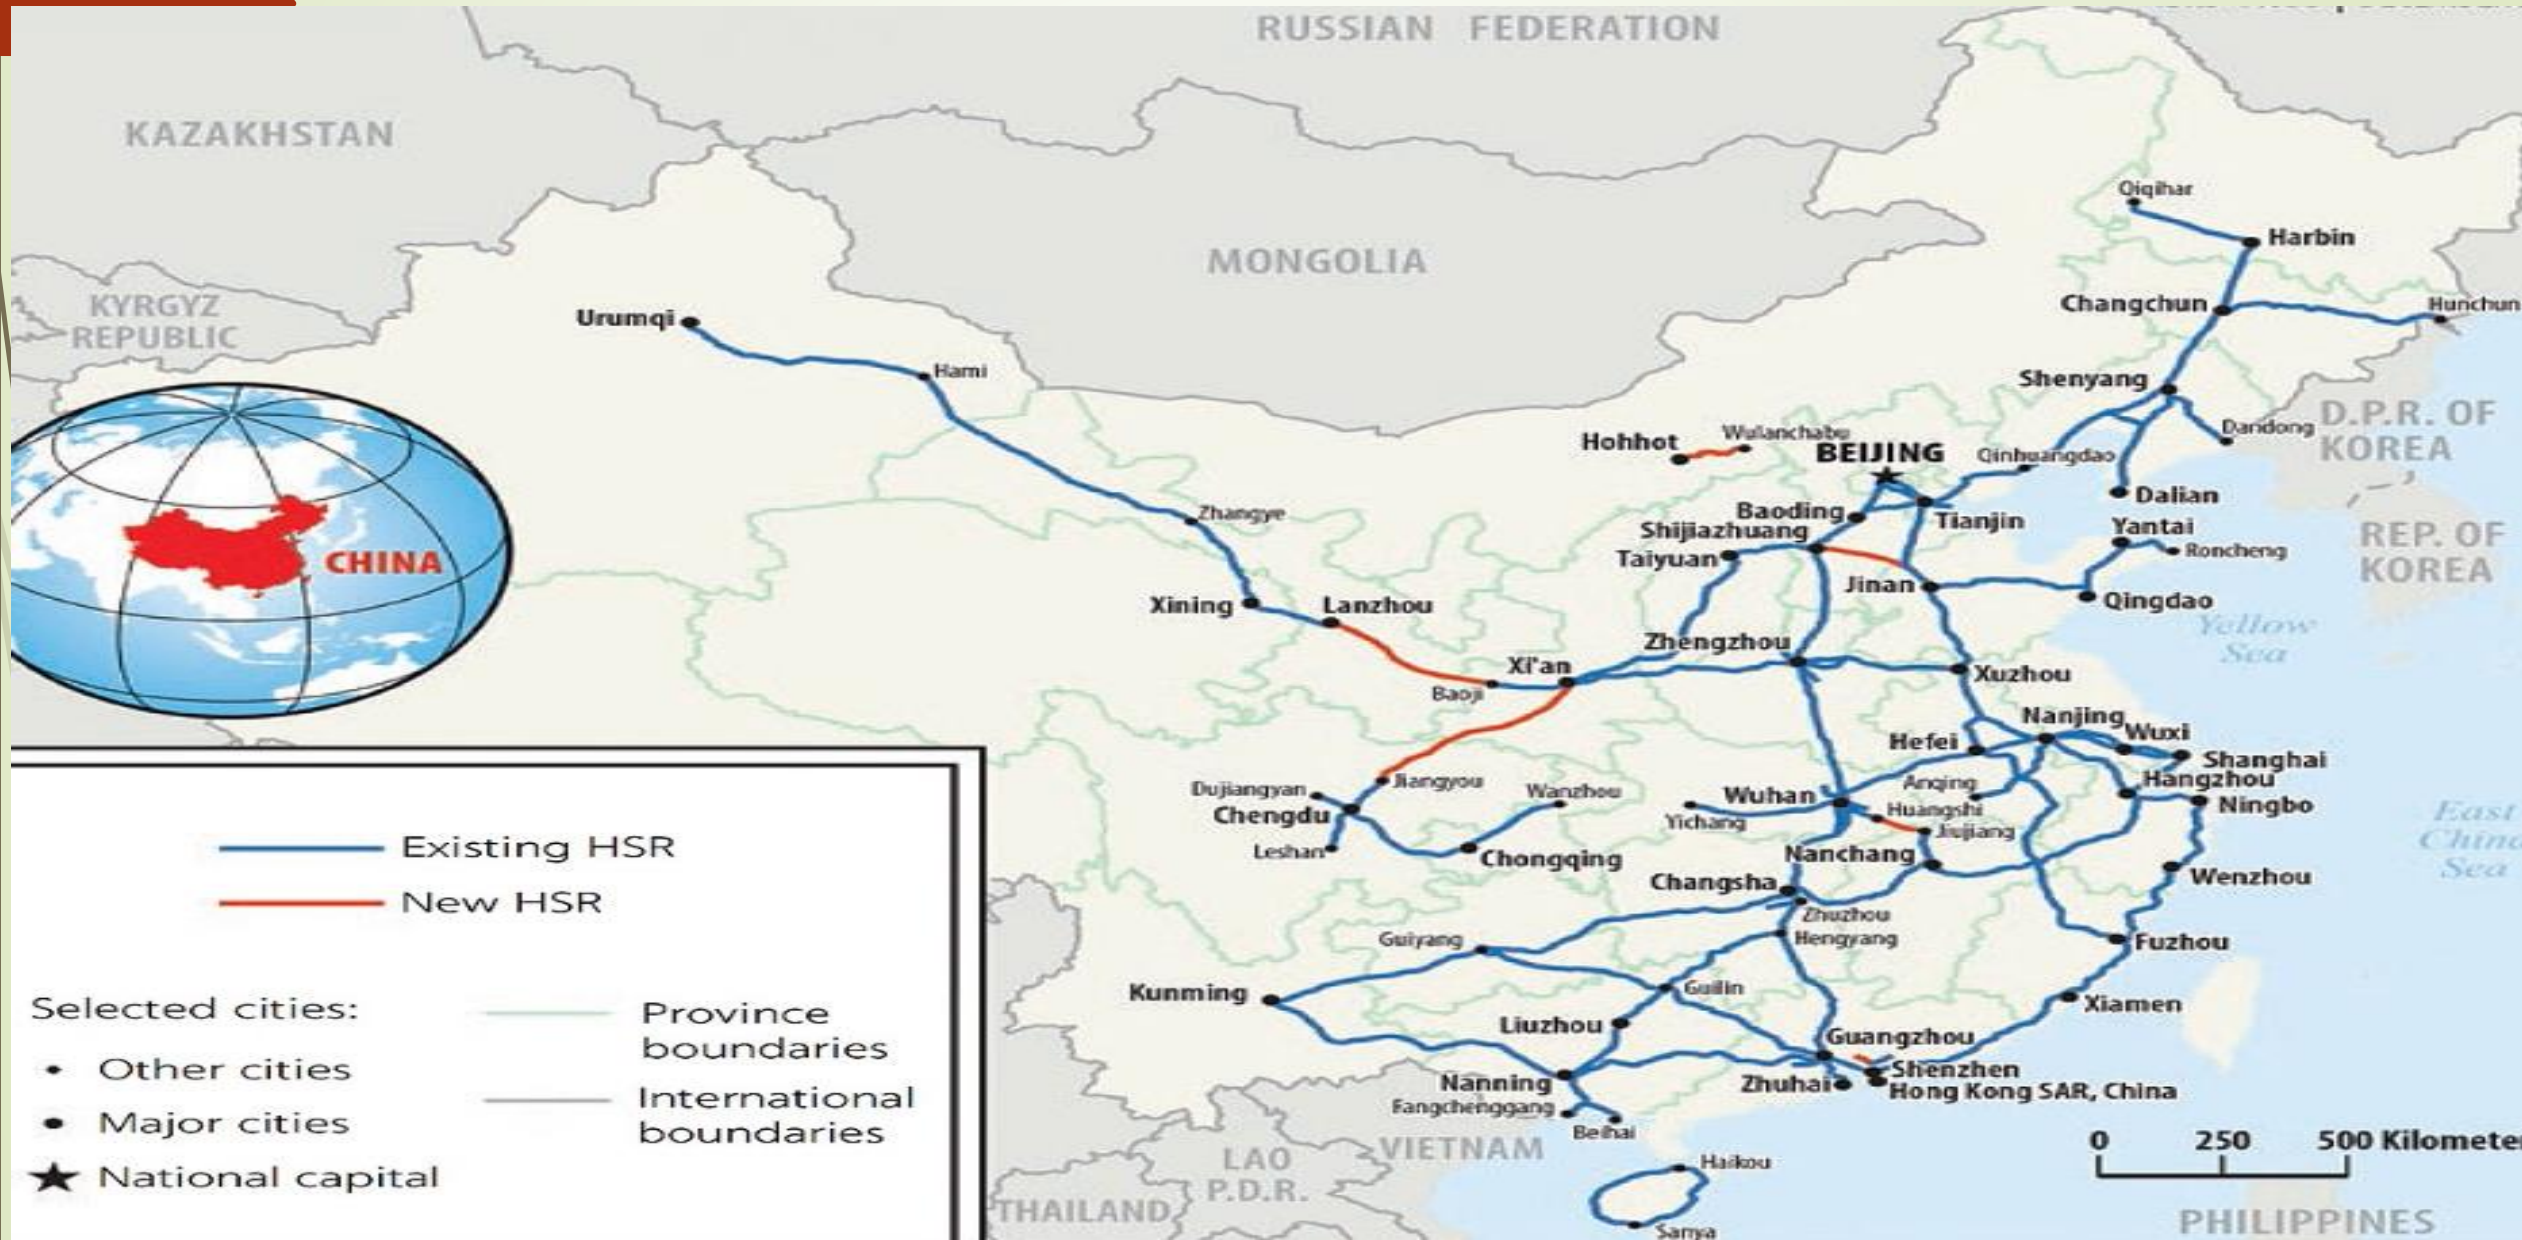 RUSSIAN FEDERATION
KAZAKHSTAN
MONGOLIA
KYRGYZ
REPUBLIC
Qiqihar
Harbin
Changchun
Hunchun
Urumqi
Hami
Shenyang
D.P.R. OF
KOREA
Dandong
Hohhot
Wulanchabu
BEIJING
Qinhuangdao
Dalian
Zhangye
Baoding
Tianjin
Shijiazhuang
Yantai
Taiyuan
Roncheng
REP. OF
KOREA
CHINA
Jinan
Qingdao
Xining
Lanzhou
Yellow
Sea
Zhengzhou
Xi'an
Xuzhou
Baoji
Nanjing
Wuxi
Hefei
Shanghai
Jiangyou
Anqing
Hangzhou
Dujiangyan
Wanzhou
Wuhan
Ningbo
Chengdu
Huangshi
Yichang
Jiujiang
East
China
Sea
Leshan
Chongqing
Nanchang
Changsha
Wenzhou
Zhuzhou
Guiyang
Hengyang
Fuzhou
Kunming
Guilin
Xiamen
Liuzhou
Guangzhou
Shenzhen
Nanning
Zhuhai
Hong Kong SAR, China
Fangchenggang
Beihai
VIETNAM
LAO
P.D.R.
Haikou
THAILAND
Sanya
PHILIPPINES
0 250 500 Kilomete
Existing HSR
New HSR
Selected cities:
Other cities
Major cities
National capital
Province
boundaries
International
boundaries